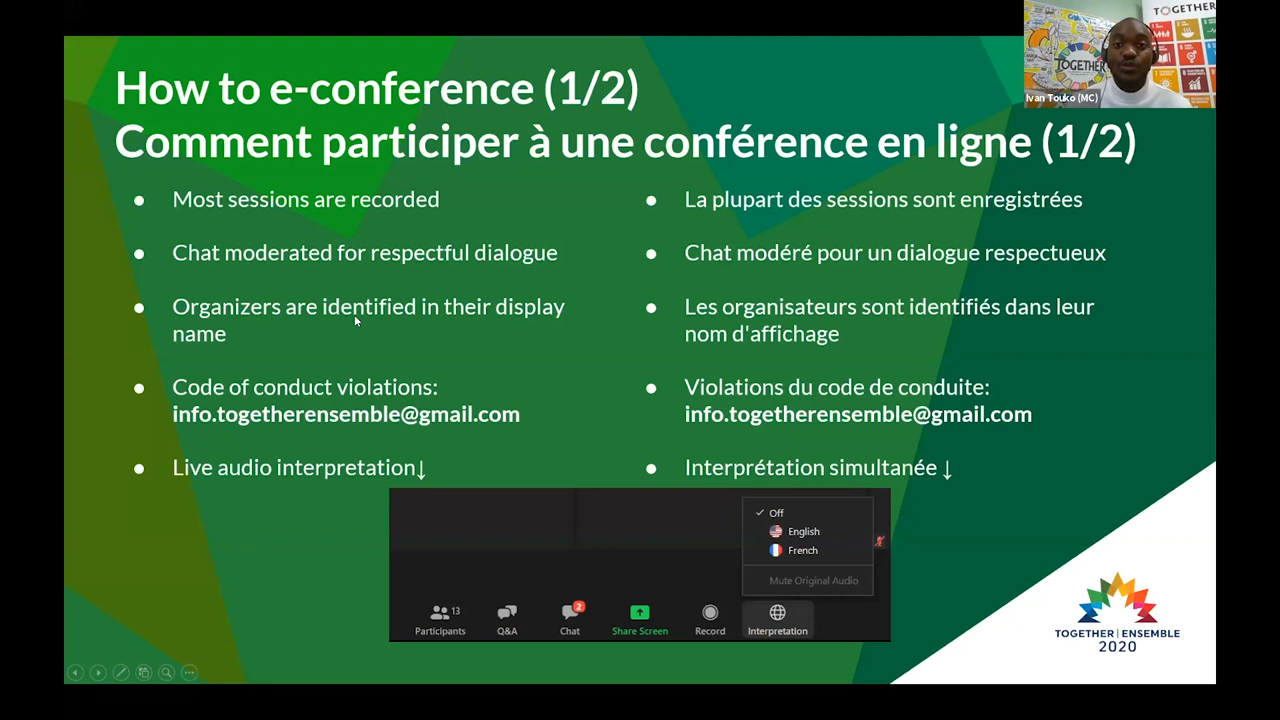 How to e-conference (1/2)
Comment participer à une conférence en ligne (1/2)
Most sessions are recorded
Chat moderated for respectful dialogue
Organizers are identified in their display
name
Code of conduct violations:
info.togetherensemble@gmail.com
Live audio interpretation↓
La plupart des sessions sont enregistrées
Chat modéré pour un dialogue respectueux
Les organisateurs sont identifiés dans leur
nom d'affichage
Violations du code de conduite:
info.togetherensemble@gmail.com
Interprétation simultanée ↓
Off
English
French
Mute Original Audio
13
2
Participants
Q&A
Chat
Share Screen
Record
Interpretation
TOGETHER | ENSEMBLE
2020
TOGETHER
TOGETHER
Ivan Touko (MC)